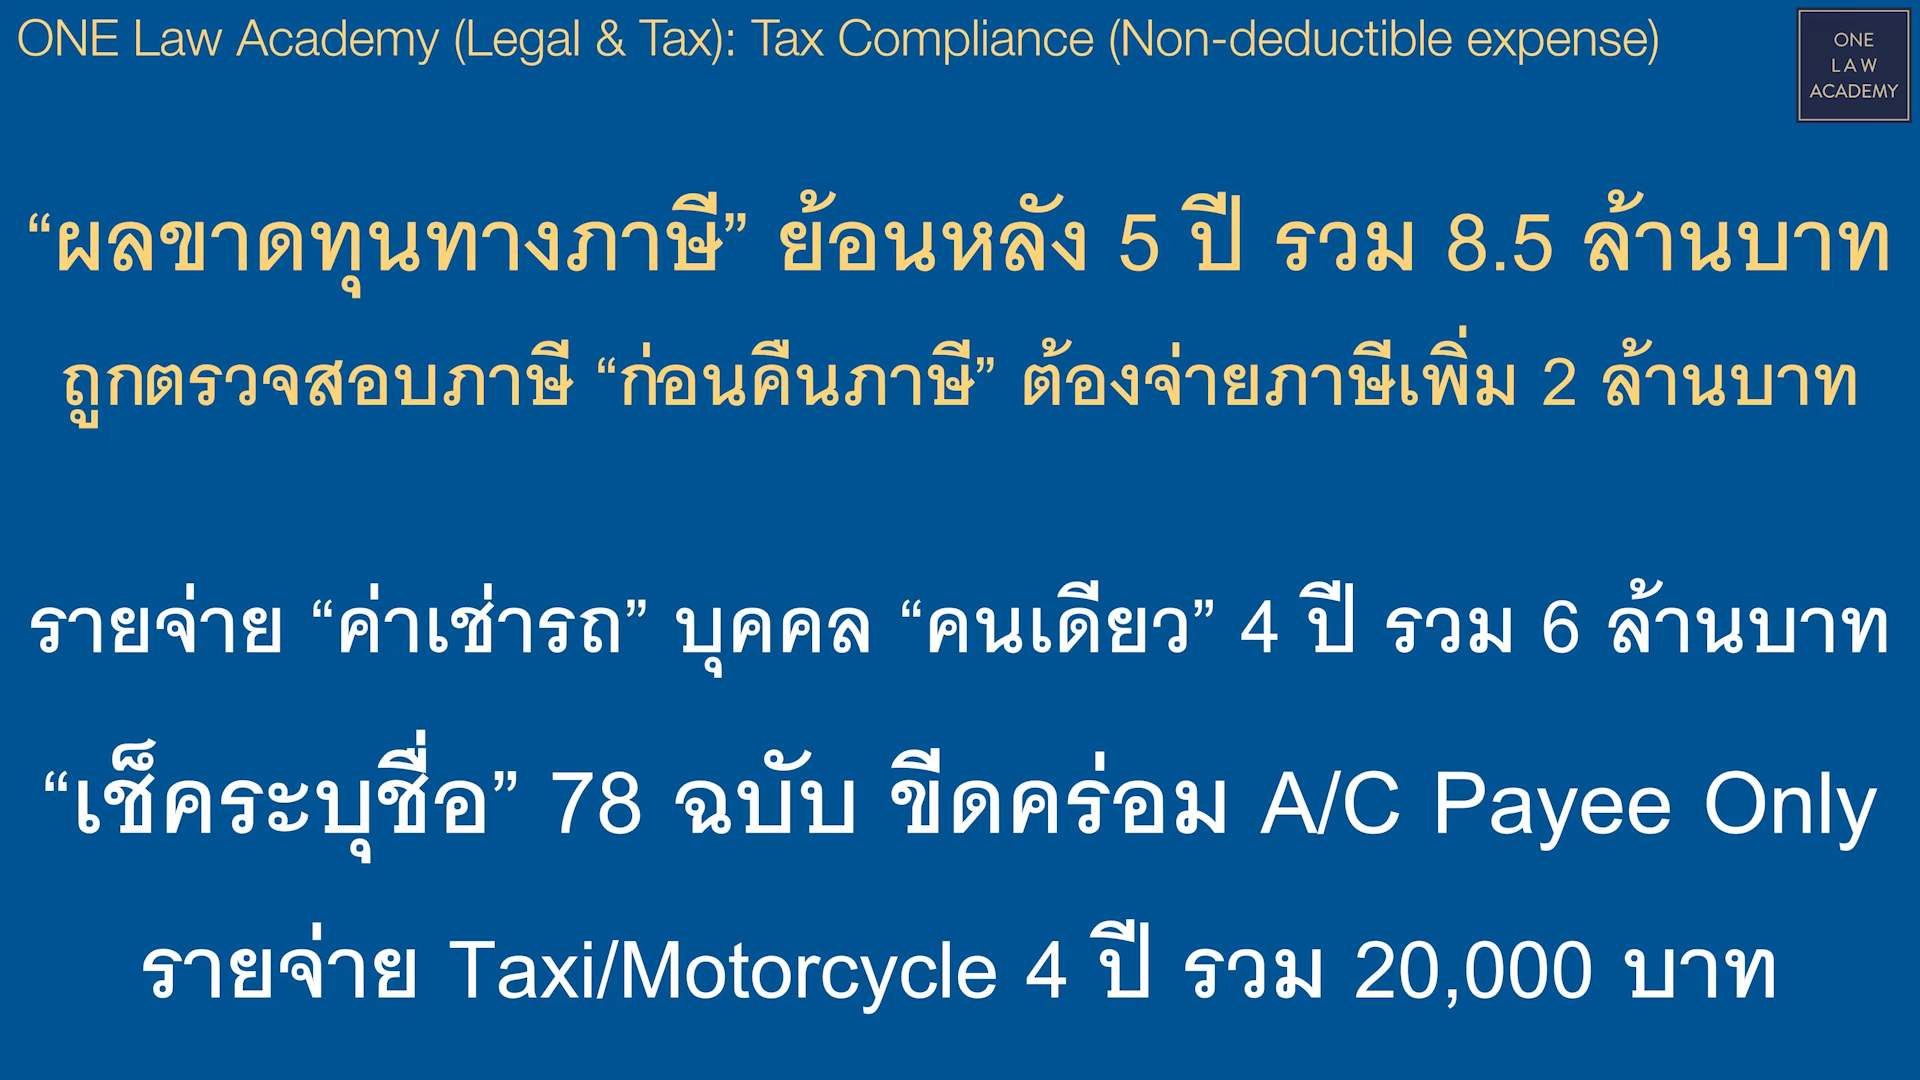 ONE Law Academy (Legal & Tax): Tax Compliance (Non-deductible expense)
ONE
LAW
ACADEMY
“ผลขาดทุนทางภาษี” ย้อนหลัง 5 ปี รวม 8.5 ล้านบาท
ถูกตรวจสอบภาษี “ก่อนคืนภาษี” ต้องจ่ายภาษีเพิ่ม 2 ล้านบาท
รายจ่าย “ค่าเช่ารถ” บุคคล “คนเดียว” 4 ปี รวม 6 ล้านบาท
“เช็คระบุชื่อ” 78 ฉบับ ขีดคร่อม A/C Payee Only
รายจ่าย Taxi/Motorcycle 4 ปี รวม 20,000 บาท